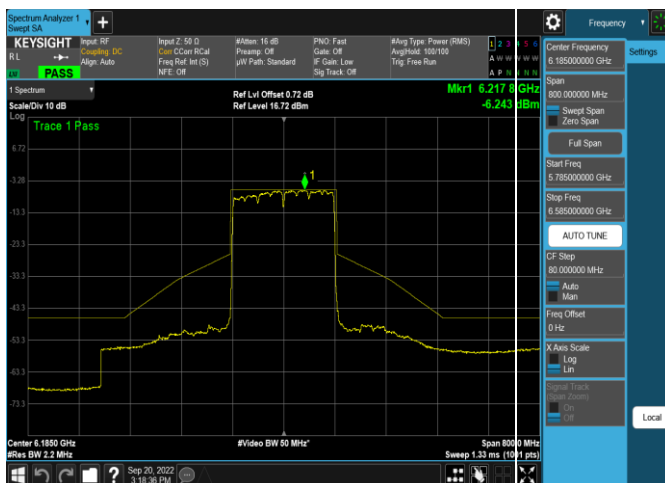 Spectrum Analyzer 1
Swept SA
Frequency
KEYSIGHT
R L
PASS
Input: RF
Coupling: DC
Align: Auto
Input Z: 50 Ω
Corr CCorr RCal
Freq Ref: Int (S)
NFE: Off
#Atten: 16 dB
Preamp: Off
µW Path: Standard
PNO: Fast
Gate: Off
IF Gain: Low
Sig Track: Off
#Avg Type: Power (RMS)
Avg|Hold: 100/100
Trig: Free Run
1 2 3 4 5 6
A W W W W W
A P N N N N
1 Spectrum
Scale/Div 10 dB
Log
Ref Lvl Offset 0.72 dB
Ref Level 16.72 dBm
Mkr1 6.217 8 GHz
-6.243 dBm
Trace 1 Pass
1
6.72
-3.28
-13.3
-23.3
-33.3
-43.3
-53.3
-63.3
-73.3
Center 6.1850 GHz
#Res BW 2.2 MHz
#Video BW 50 MHz*
Span 800.0 MHz
Sweep 1.33 ms (1001 pts)
Sep 20, 2022
3:18:36 PM
Center Frequency
6.185000000 GHz
Span
800.000000 MHz
Swept Span
Zero Span
Full Span
Start Freq
5.785000000 GHz
Stop Freq
6.585000000 GHz
AUTO TUNE
CF Step
80.000000 MHz
Auto
Man
Freq Offset
0 Hz
X Axis Scale
Log
Lin
Signal Track
(Span Zoom)
On
Off
Settings
Local